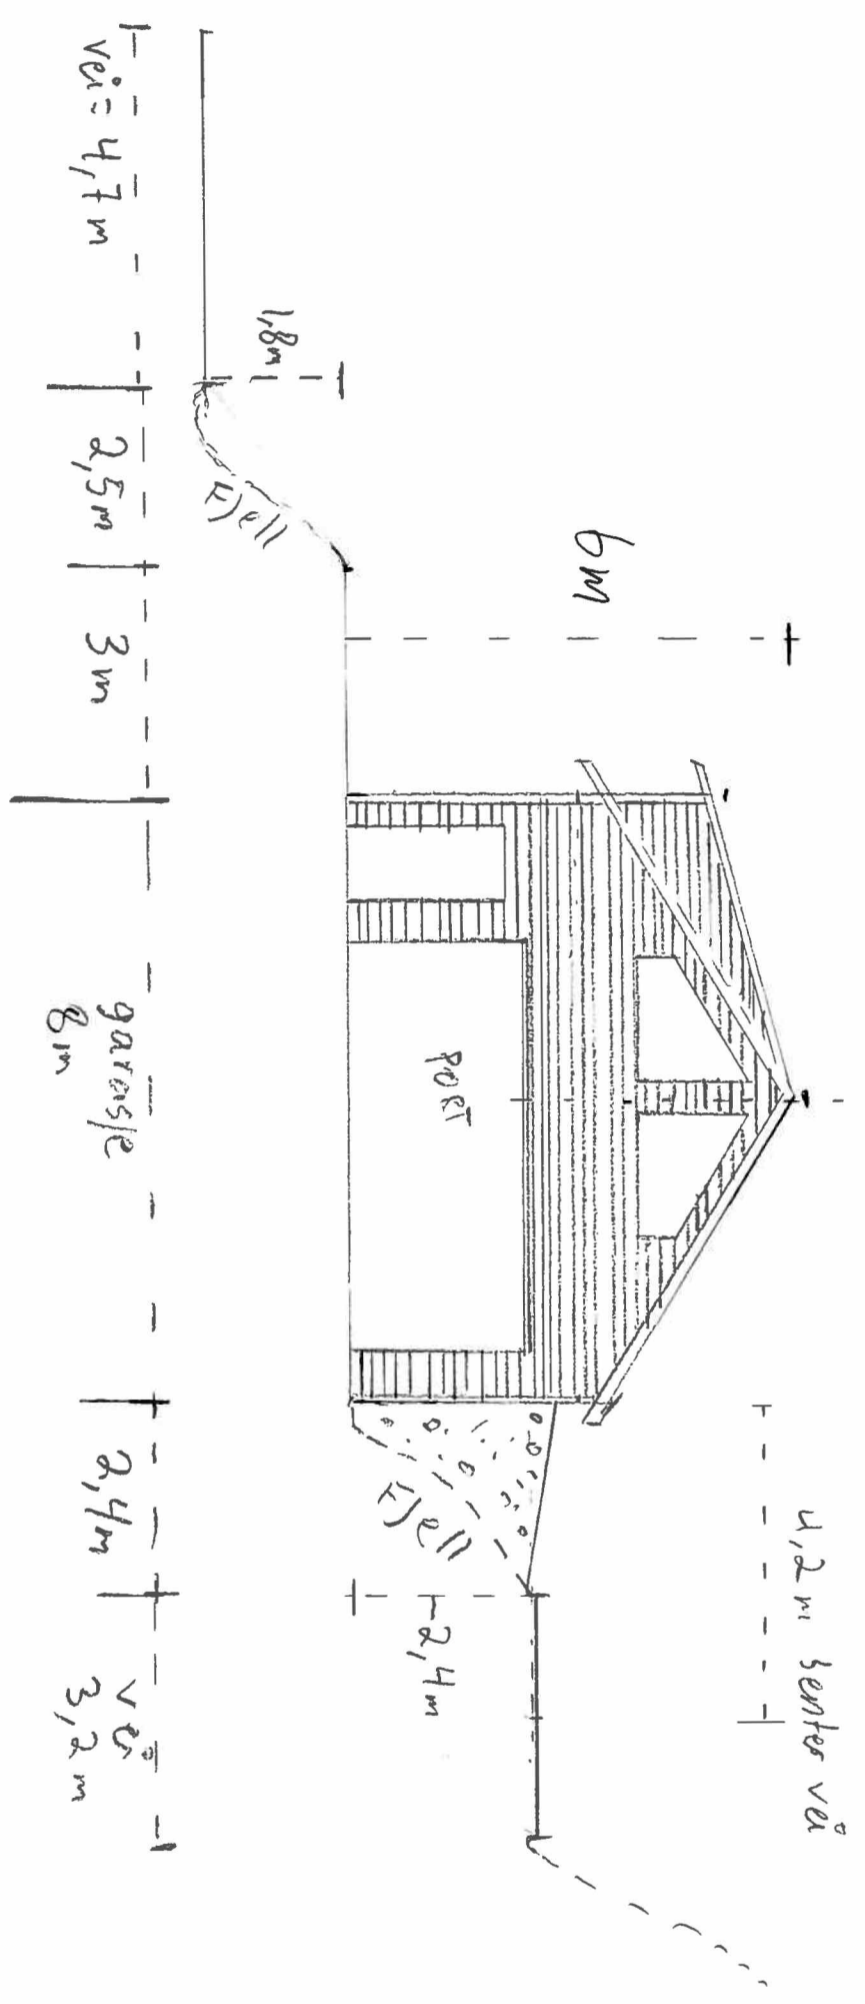 4,2 m senter vei
6m
PORT
1,8m
Fjell
Fjell
2,4m
vei = 4,7m
2,5m
3m
garasje
8m
2,4m
vei
3,2m